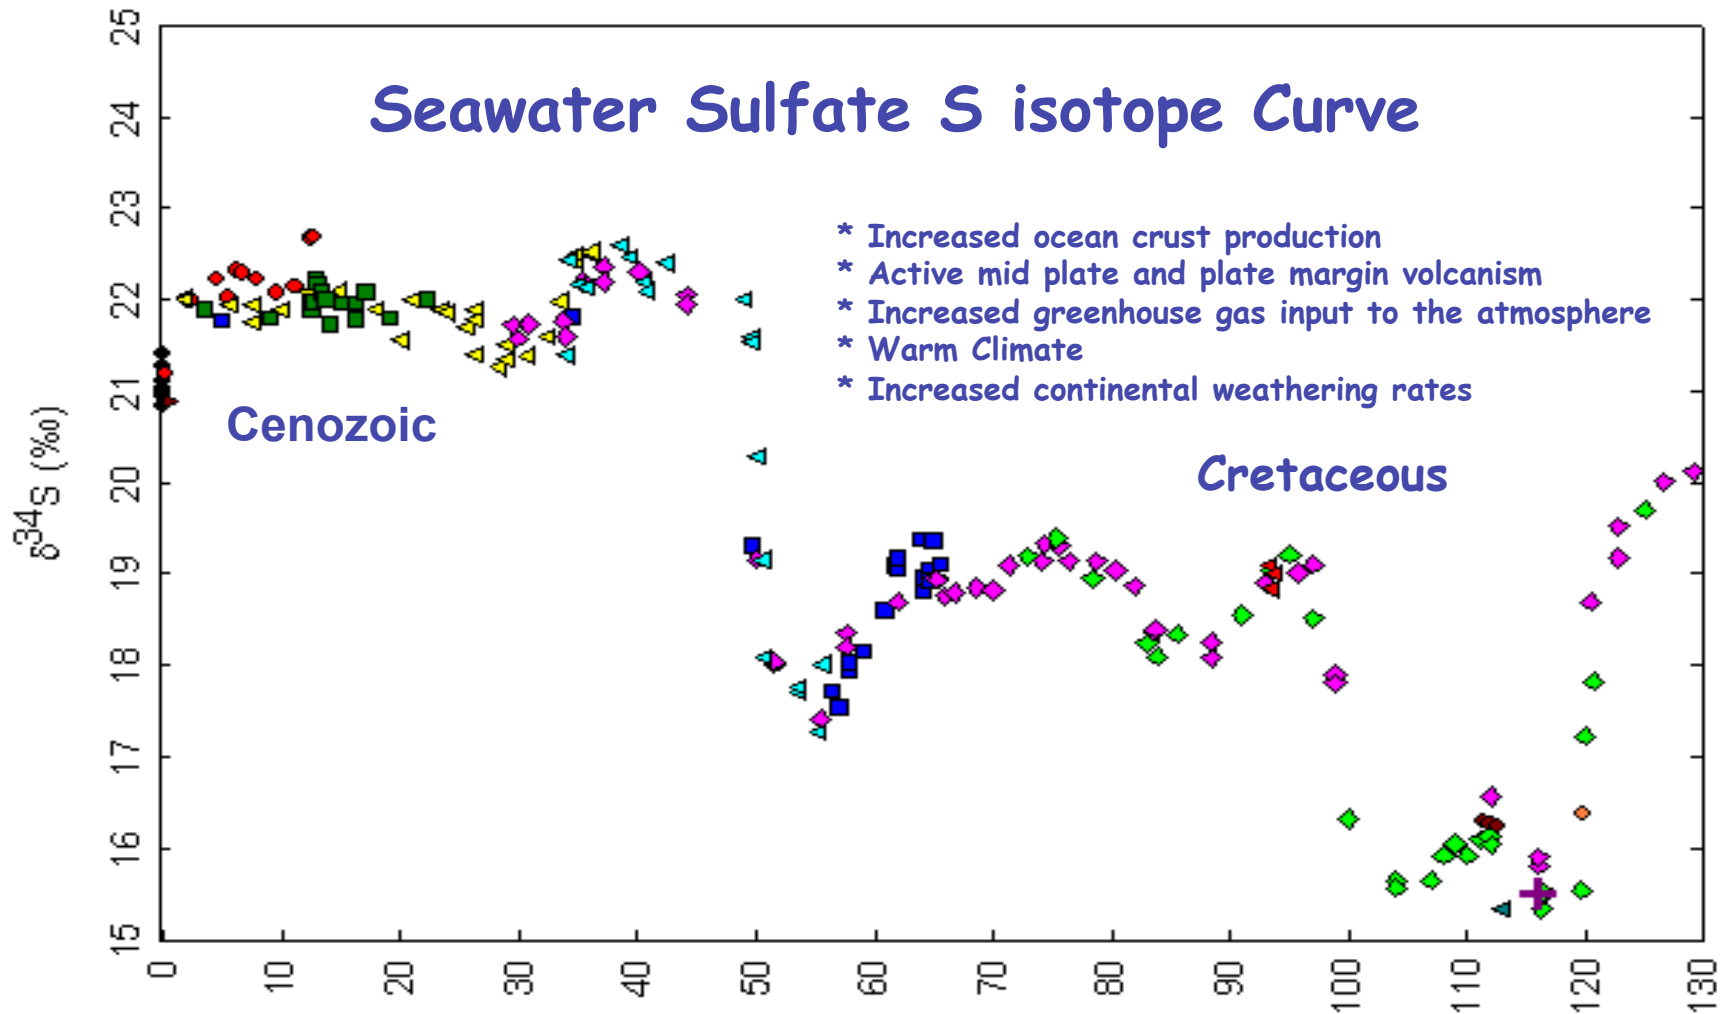 Seawater Sulfate S isotope Curve
* Increased ocean crust production
* Active mid plate and plate margin volcanism
* Increased greenhouse gas input to the atmosphere
* Warm Climate
* Increased continental weathering rates
Cenozoic
Cretaceous
δ34S (‰)
25
24
23
22
21
20
19
18
17
16
15
0 10 20 30 40 50 60 70 80 90 100 110 120 130